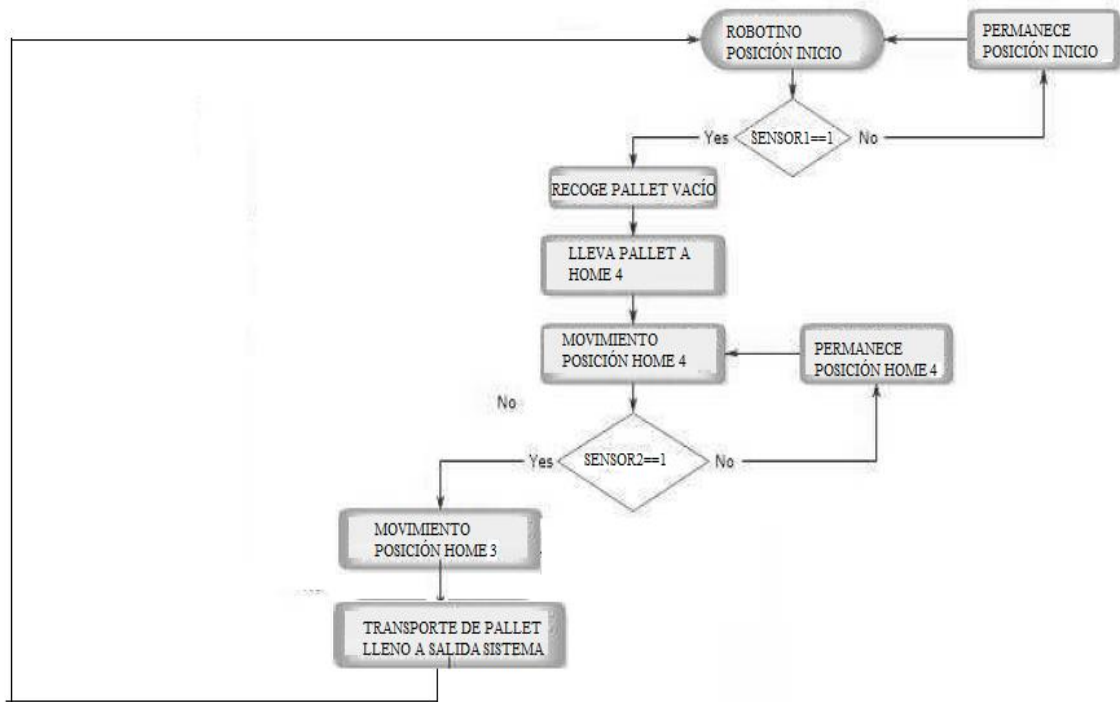 ROBOTINO
POSICIÓN INICIO
PERMANECE
POSICIÓN INICIO
Yes
SENSOR1==1
No
RECOGE PALLET VACÍO
LLEVA PALLET A
HOME 4
MOVIMIENTO
POSICIÓN HOME 4
PERMANECE
POSICIÓN HOME 4
No
Yes
SENSOR2==1
No
MOVIMIENTO
POSICIÓN HOME 3
TRANSPORTE DE PALLET
LLENO A SALIDA SISTEMA